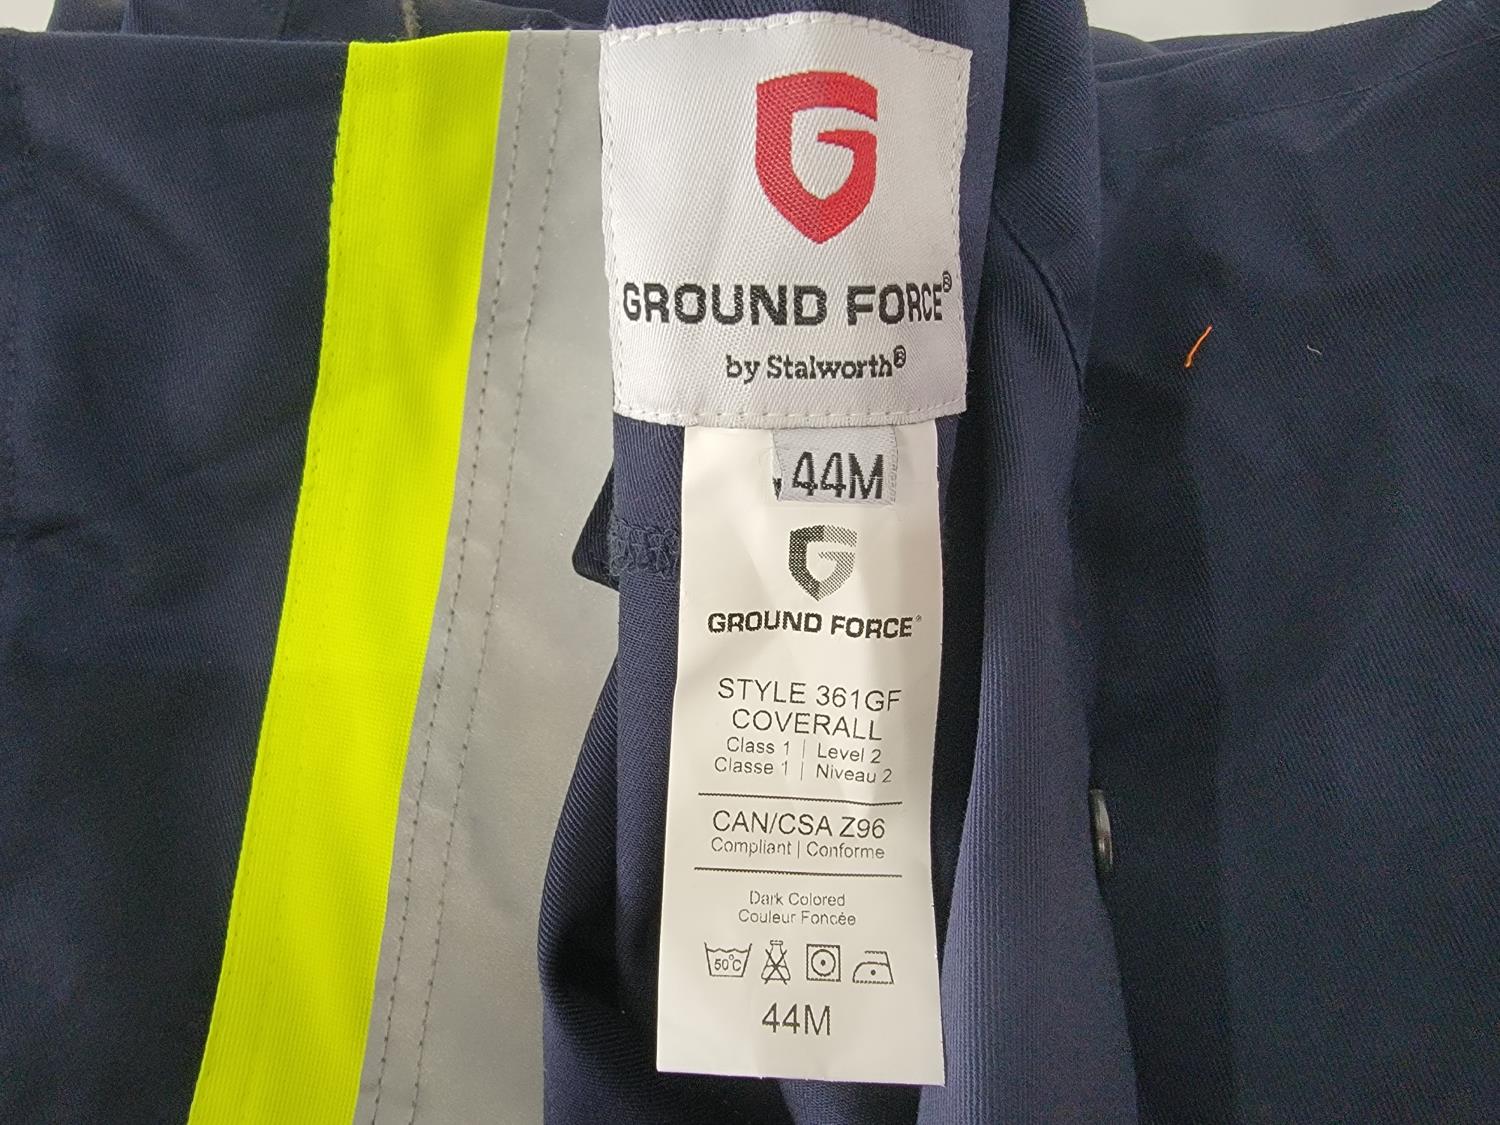 G
GROUND FORCE®
by Stalworth®
44M
G
GROUND FORCE®
STYLE 361GF
COVERALL
Class 1 | Level 2
Classe 1 | Niveau 2
CAN/CSA Z96
Compliant | Conforme
Dark Colored
Couleur Foncée
50°C
44M